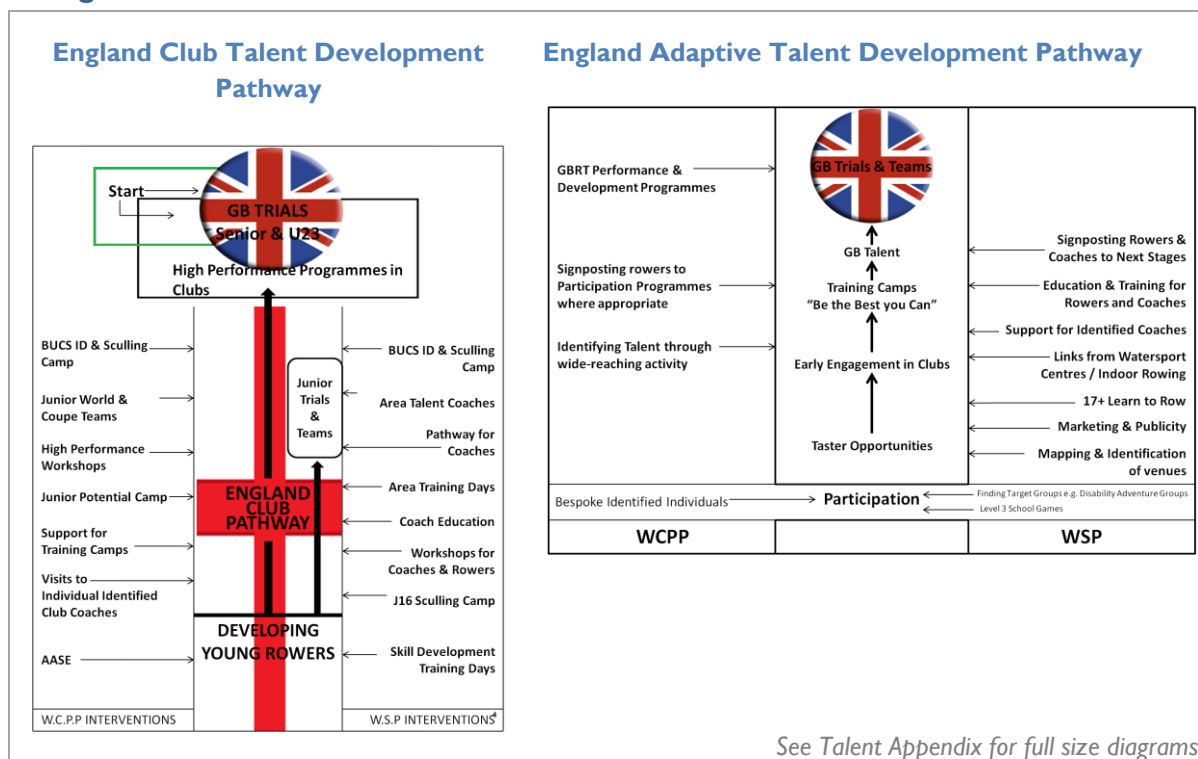 England Club Talent Development
Pathway
Start
GB TRIALS
Senior & U23
High Performance Programmes in
Clubs
BUCS ID & Sculling
Camp
Junior World &
Coupe Teams
High Performance
Workshops
Junior Potential Camp
Support for
Training Camps
Visits to
Individual Identified
Club Coaches
AASE
Junior
Trials
&
Teams
ENGLAND
CLUB
PATHWAY
DEVELOPING
YOUNG ROWERS
BUCS ID & Sculling
Camp
Area Talent Coaches
Pathway for
Coaches
Area Training Days
Coach Education
Workshops for
Coaches & Rowers
J16 Sculling Camp
Skill Development
Training Days
W.C.P.P INTERVENTIONS
W.S.P INTERVENTIONS
4
England Adaptive Talent Development Pathway
GBRT Performance &
Development Programmes
Signposting rowers to
Participation Programmes
where appropriate
Identifying Talent through
wide-reaching activity
GB Trials & Teams
GB Talent
Training Camps
“Be the Best you Can”
Early Engagement in Clubs
Taster Opportunities
Signposting Rowers &
Coaches to Next Stages
Education & Training for
Rowers and Coaches
Support for Identified Coaches
Links from Watersport
Centres / Indoor Rowing
17+ Learn to Row
Marketing & Publicity
Mapping & Identification
of venues
Bespoke Identified Individuals
Participation
Finding Target Groups e.g. Disability Adventure Groups
Level 3 School Games
WCPP
WSP
See Talent Appendix for full size diagrams